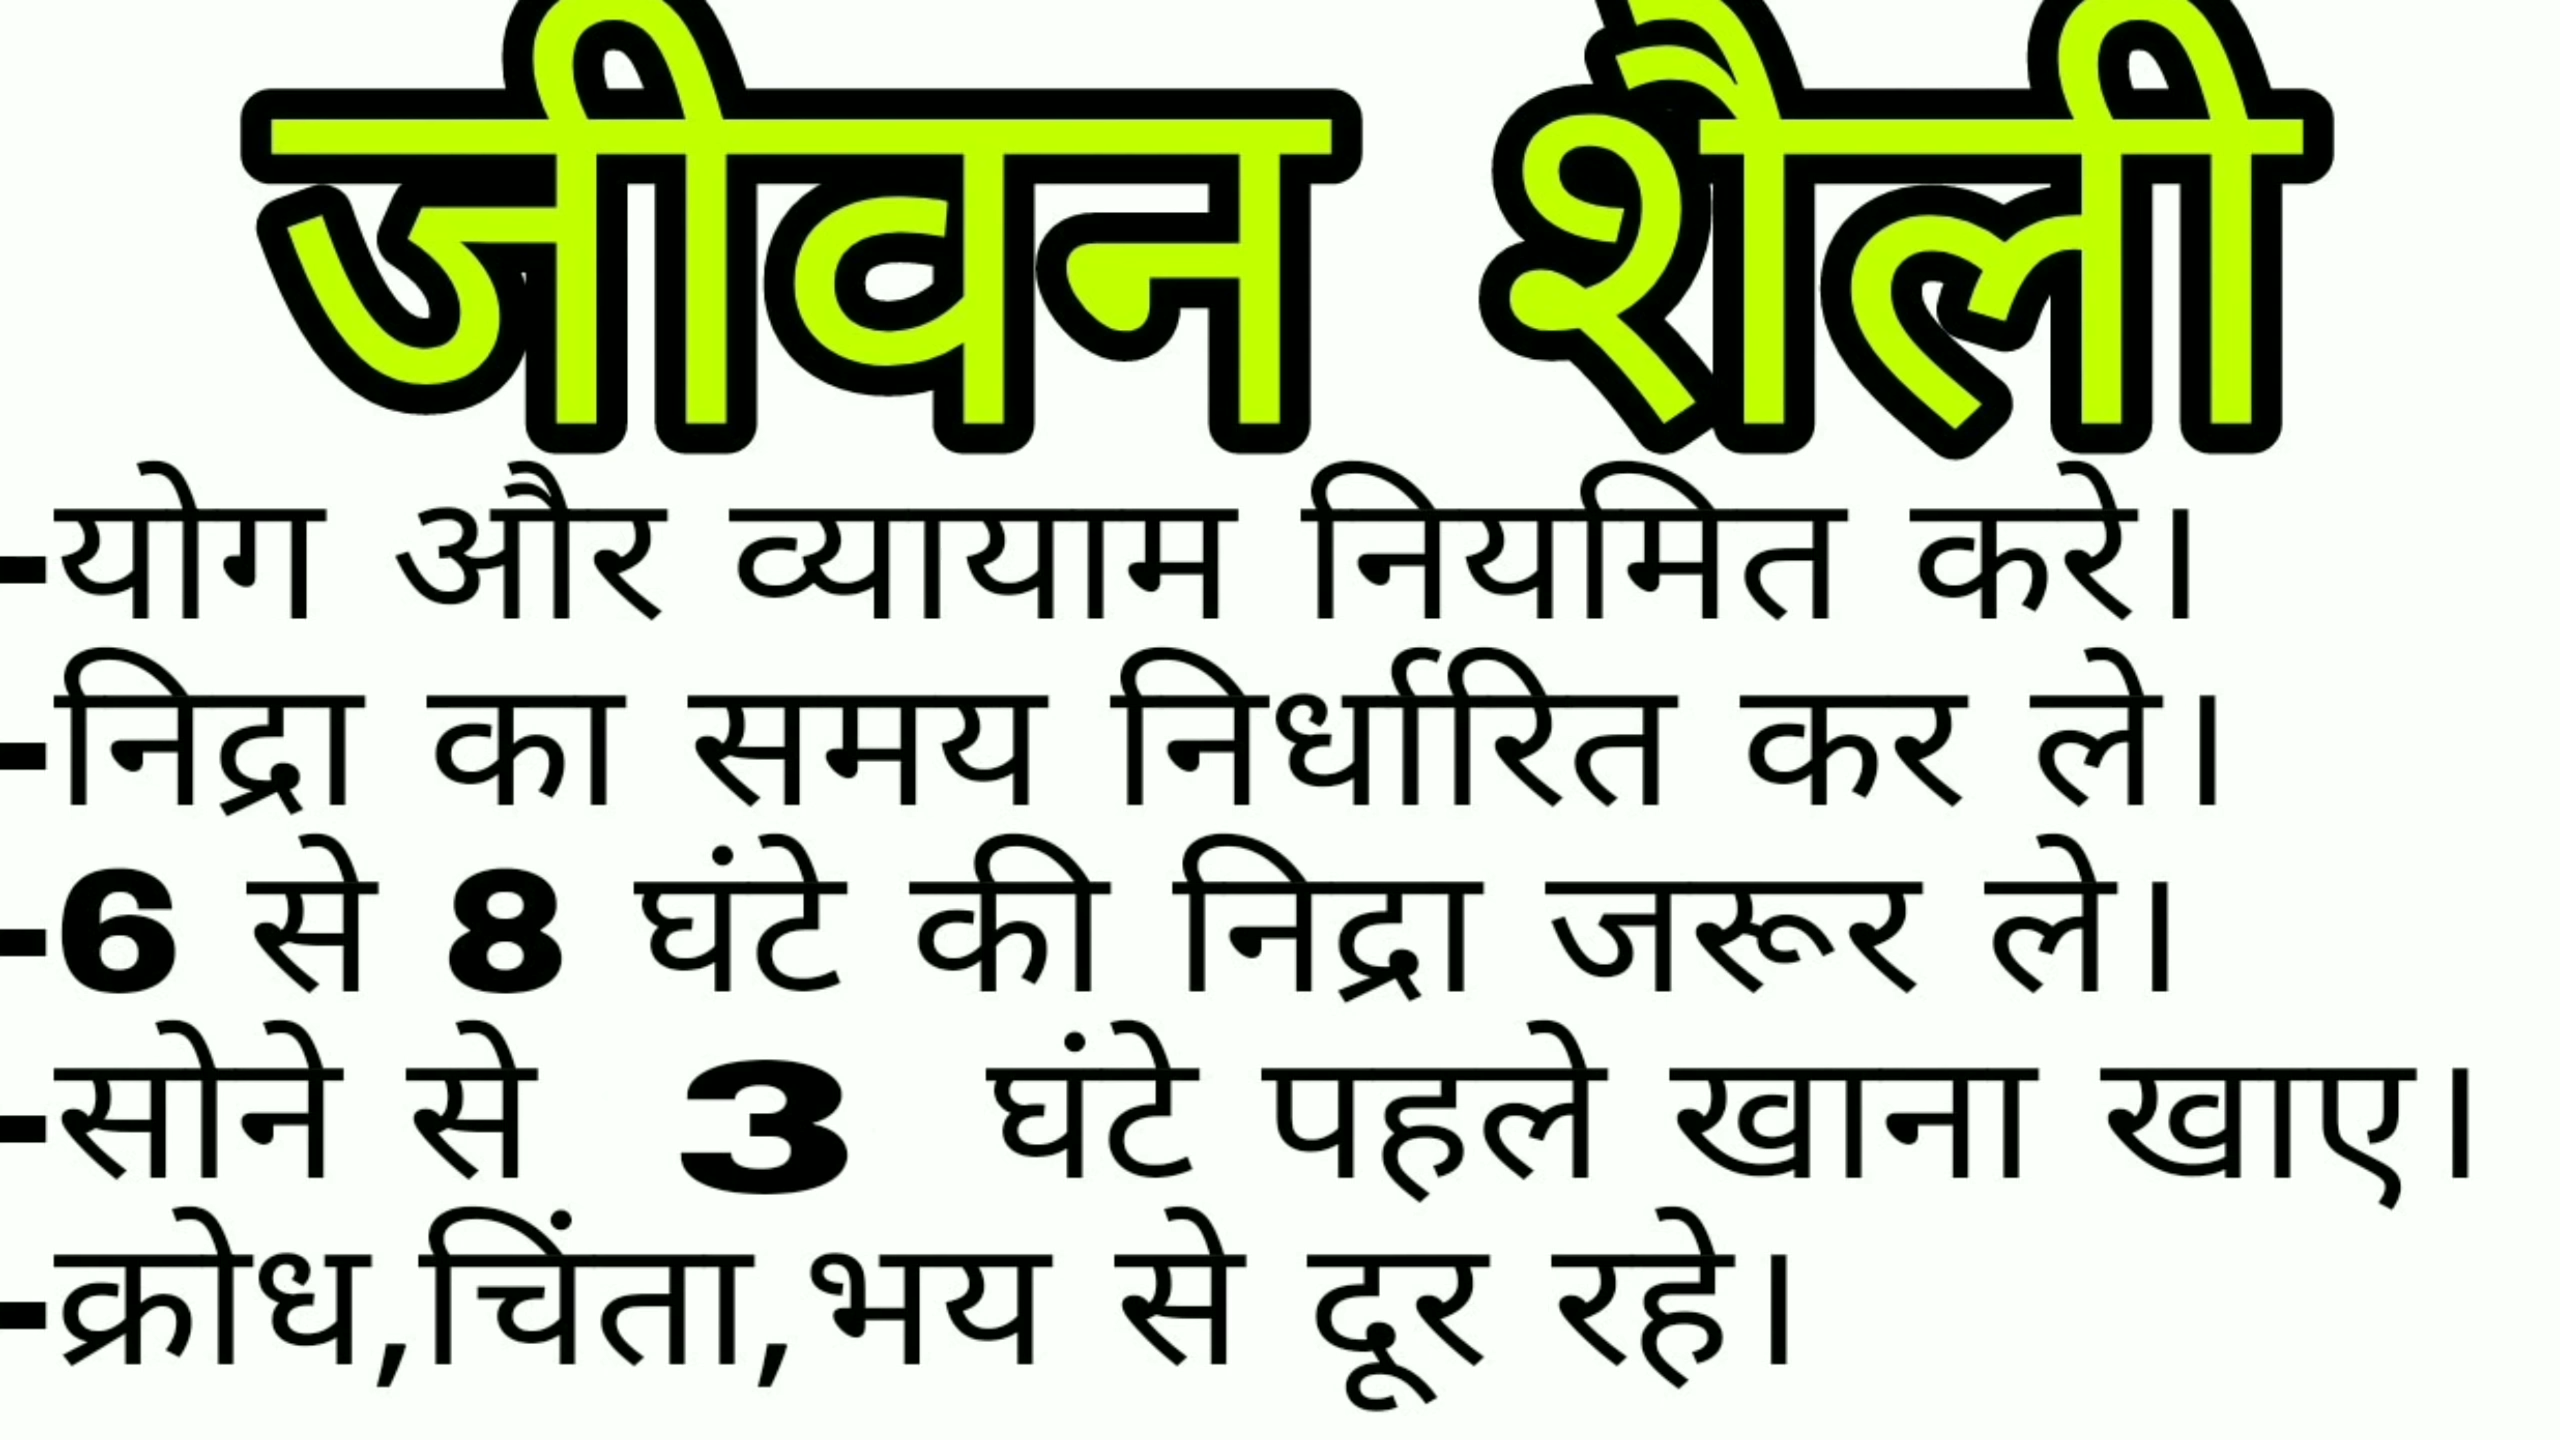 जीवन शैली
-योग और व्यायाम नियमित करे।
-निद्रा का समय निर्धारित कर ले।
-6 से 8 घंटे की निद्रा जरूर ले।
-सोने से 3 घंटे पहले खाना खाए।
-क्रोध,चिंता,भय से दूर रहे।